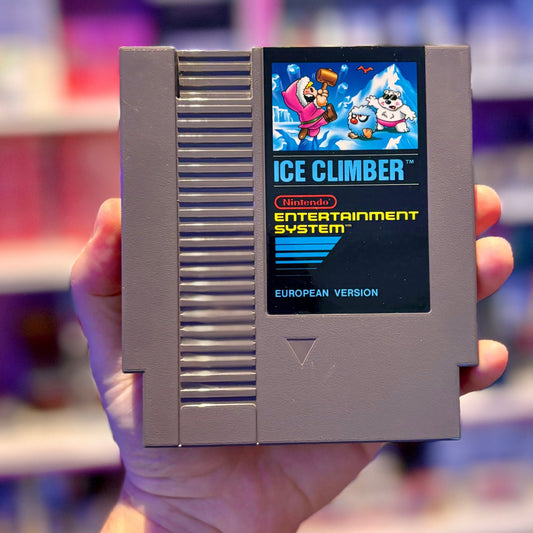 ICE CLIMBER™
Nintendo
ENTERTAINMENT
SYSTEM™
EUROPEAN VERSION